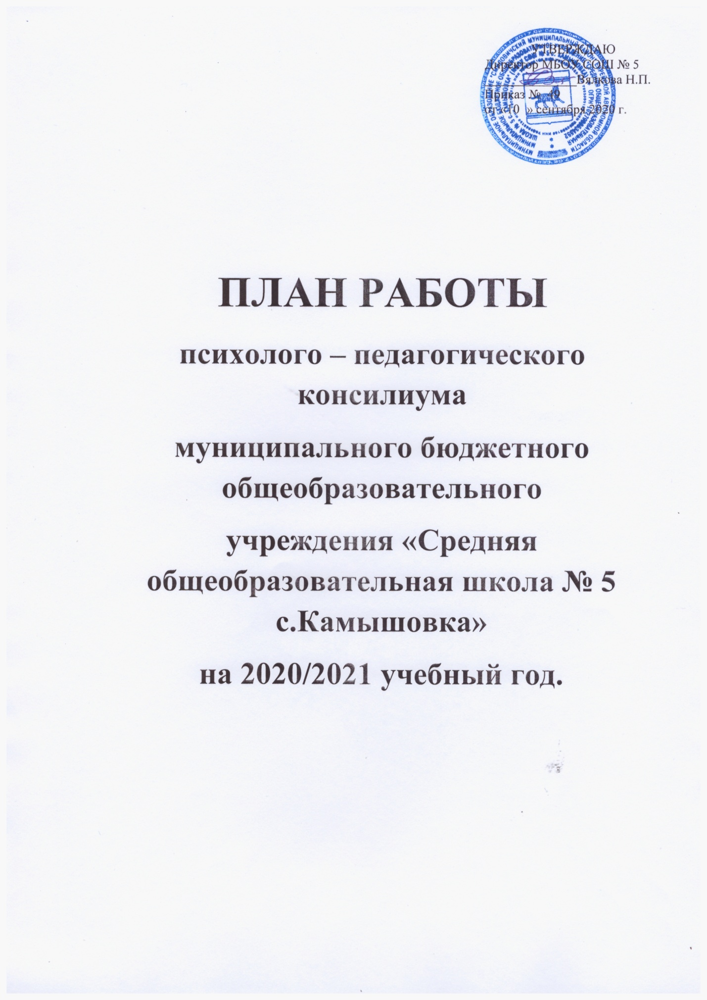 УТВЕРЖДАЮ
Директор МБОУ СОШ № 5
Вялкова Н.П.
Приказ № 49
от «10 » сентября 2020 г.
ПЛАН РАБОТЫ
психолого – педагогического
консилиума
муниципального бюджетного
общеобразовательного
учреждения «Средняя
общеобразовательная школа № 5
с.Камышовка»
на 2020/2021 учебный год.